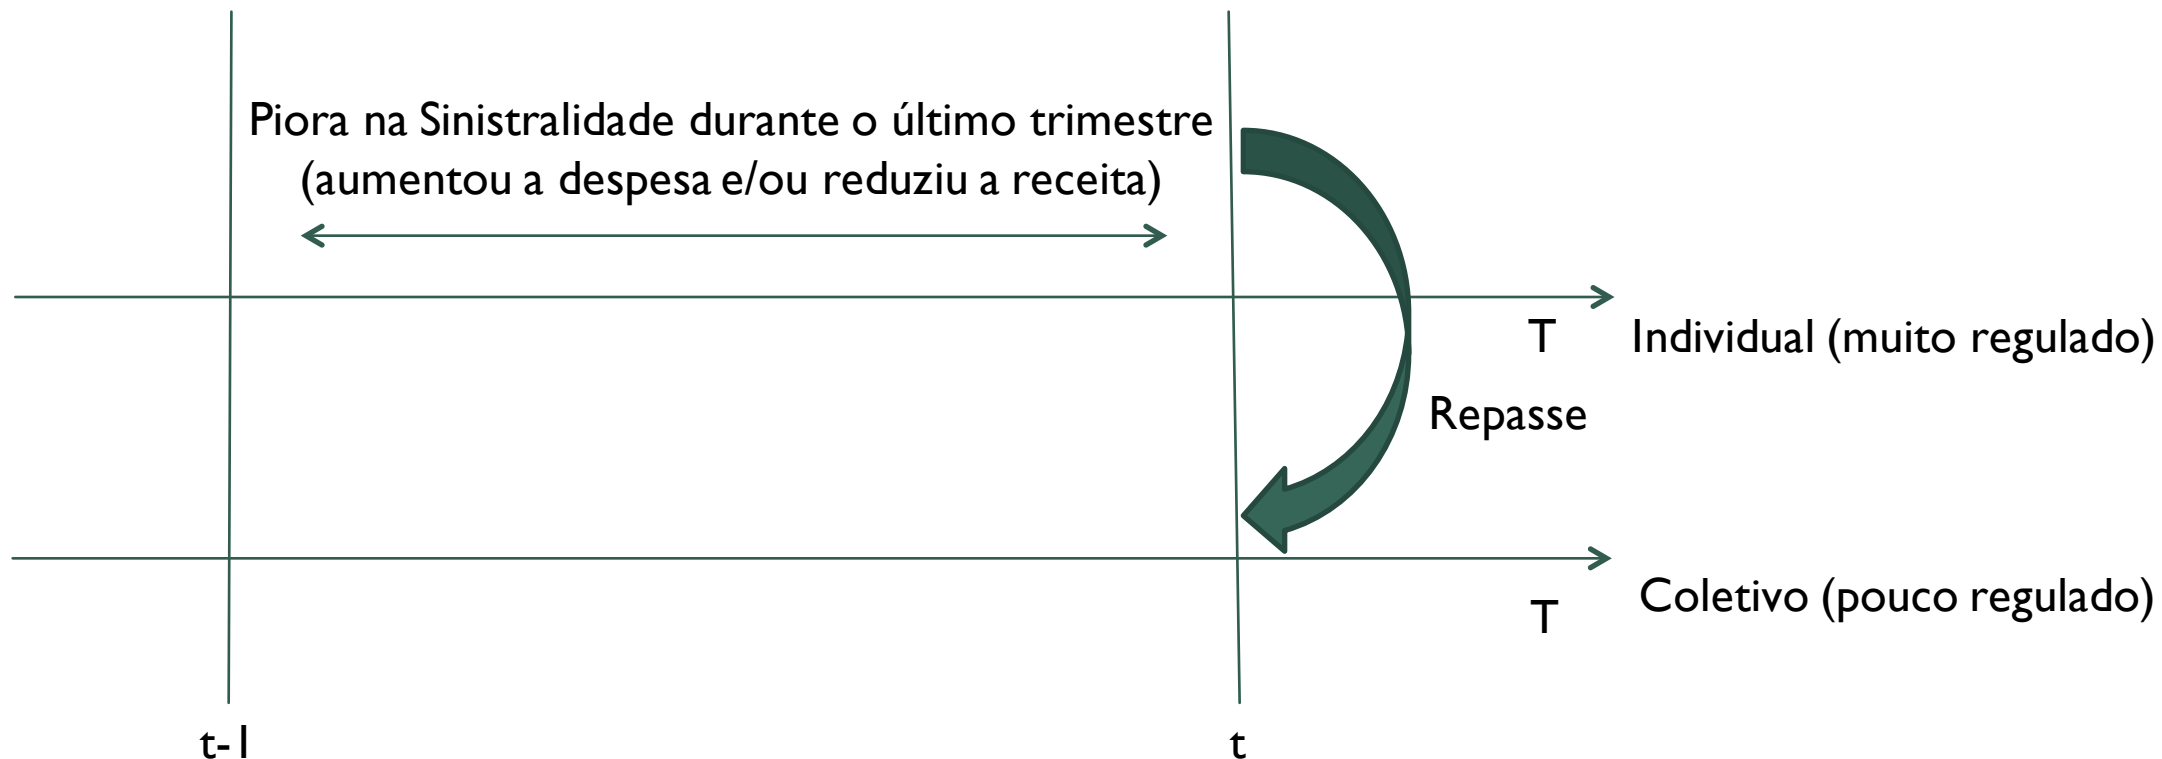 Piora na Sinistralidade durante o último trimestre
(aumentou a despesa e/ou reduziu a receita)
T
Individual (muito regulado)
Repasse
T
Coletivo (pouco regulado)
t-1
t